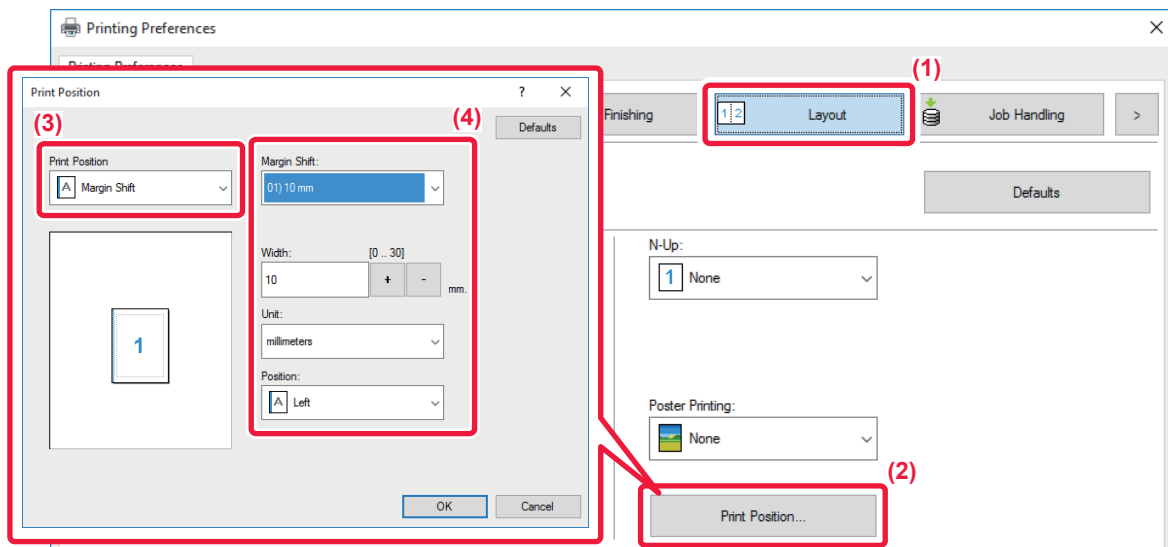 Printing Preferences
Printing Preferences
(1)
Finishing
1 2
Layout
Job Handling
>
Defaults
N-Up:
1 None
Poster Printing:
None
(2)
Print Position...
Print Position
? 
(3)
(4)
Defaults
Print Position
A Margin Shift
1
Margin Shift:
01) 10 mm
Width: [0 .. 30]
10 + - mm.
Unit:
millimeters
Position:
A Left
OK Cancel